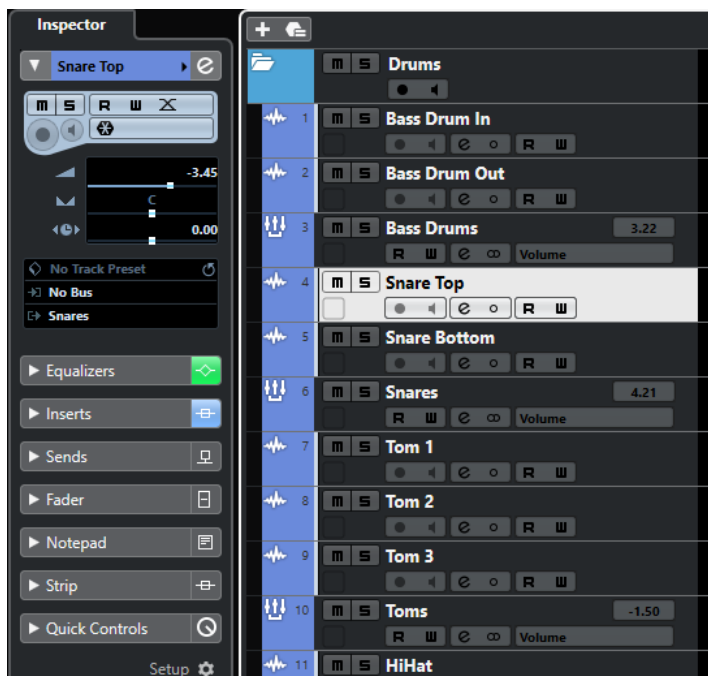 Inspector
Snare Top
m S R W
-3.45
C
0.00
No Track Preset
No Bus
Snares
Equalizers
Inserts
Sends
Fader
Notepad
Strip
Quick Controls
Setup
m S Drums
1 m S Bass Drum In
e R W
2 m S Bass Drum Out
e R W
3 m S Bass Drums 3.22
R W e Volume
4 m S Snare Top
e R W
5 m S Snare Bottom
e R W
6 m S Snares 4.21
R W e Volume
7 m S Tom 1
e R W
8 m S Tom 2
e R W
9 m S Tom 3
e R W
10 m S Toms -1.50
R W e Volume
11 m S HiHat